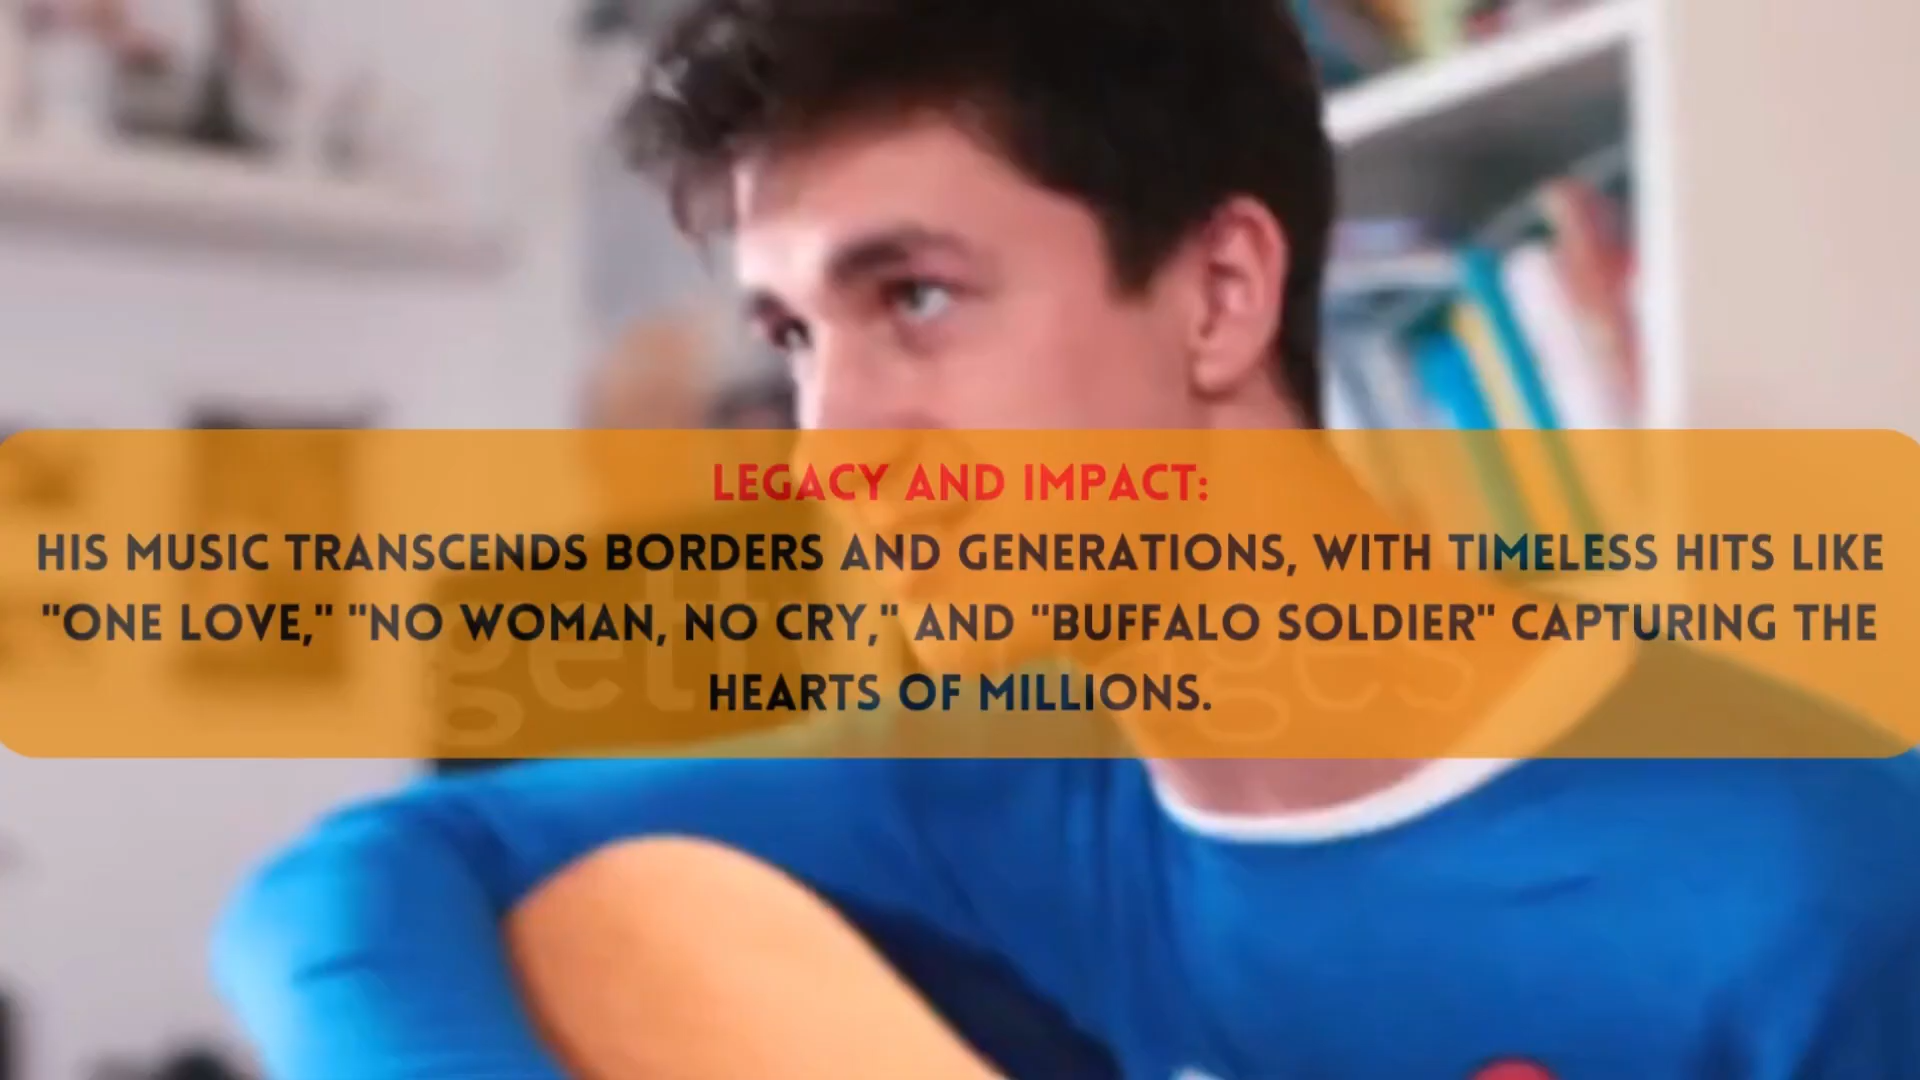 LEGACY AND IMPACT:
HIS MUSIC TRANSCENDS BORDERS AND GENERATIONS, WITH TIMELESS HITS LIKE
"ONE LOVE," "NO WOMAN, NO CRY," AND "BUFFALO SOLDIER" CAPTURING THE
HEARTS OF MILLIONS.
gettyimages